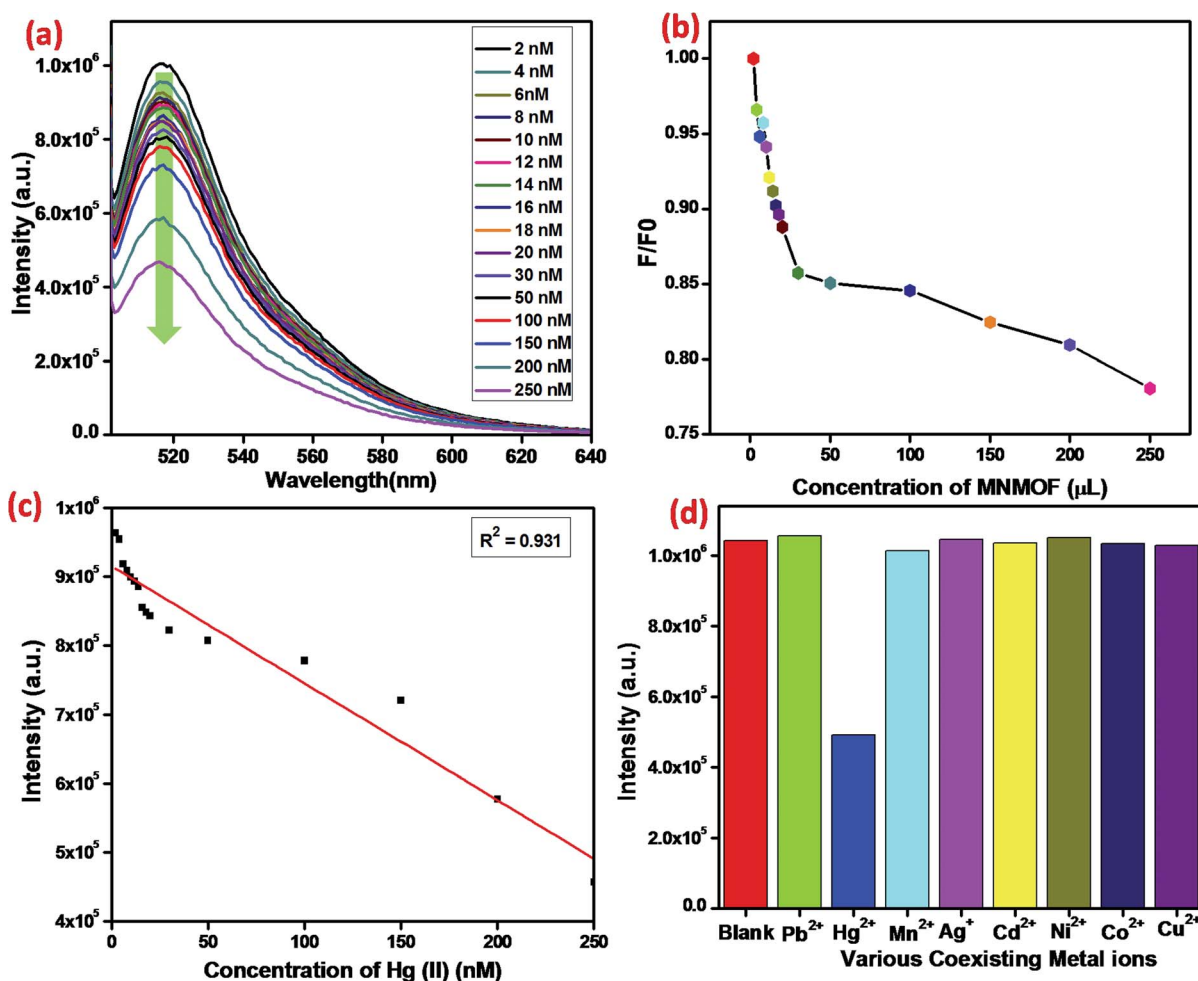 (a)
1.0x10⁶
8.0x10⁵
6.0x10⁵
4.0x10⁵
2.0x10⁵
0.0
Intensity (a.u.)
520 540 560 580 600 620 640
Wavelength(nm)
2 nM
4 nM
6nM
8 nM
10 nM
12 nM
14 nM
16 nM
18 nM
20 nM
30 nM
50 nM
100 nM
150 nM
200 nM
250 nM
(b)
1.00
0.95
0.90
0.85
0.80
0.75
F/F0
0 50 100 150 200 250
Concentration of MNMOF (μL)
(c)
1x10⁶
9x10⁵
8x10⁵
7x10⁵
6x10⁵
5x10⁵
4x10⁵
Intensity (a.u.)
R² = 0.931
0 50 100 150 200 250
Concentration of Hg (II) (nM)
(d)
1.0x10⁶
8.0x10⁵
6.0x10⁵
4.0x10⁵
2.0x10⁵
0.0
Intensity (a.u.)
Blank Pb²⁺ Hg²⁺ Mn²⁺ Ag⁺ Cd²⁺ Ni²⁺ Co²⁺ Cu²⁺
Various Coexisting Metal ions